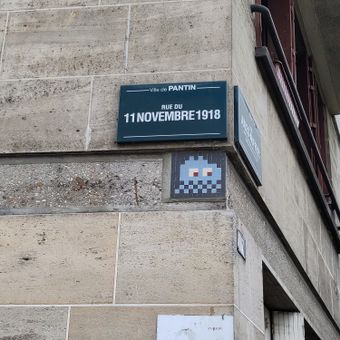 Ville de PANTIN
RUE DU
11 NOVEMBRE 1918